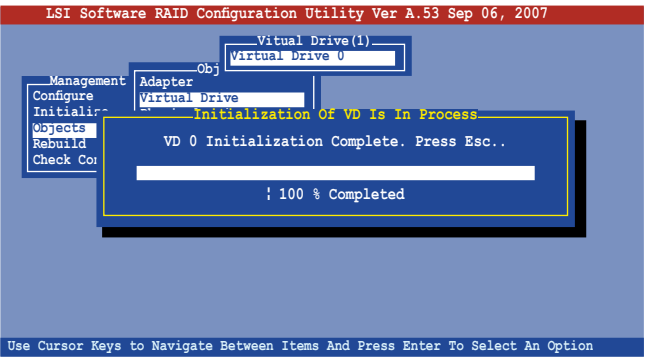 LSI Software RAID Configuration Utility Ver A.53 Sep 06, 2007
Vitual Drive(1)
Virtual Drive 0
Obj
Adapter
Virtual Drive
Management
Configure
Objects
Rebuild
Check
Initialization Of VD Is In Process
VD 0 Initialization Complete. Press Esc..
¦ 100 % Completed
Use Cursor Keys to Navigate Between Items And Press Enter To Select An Option